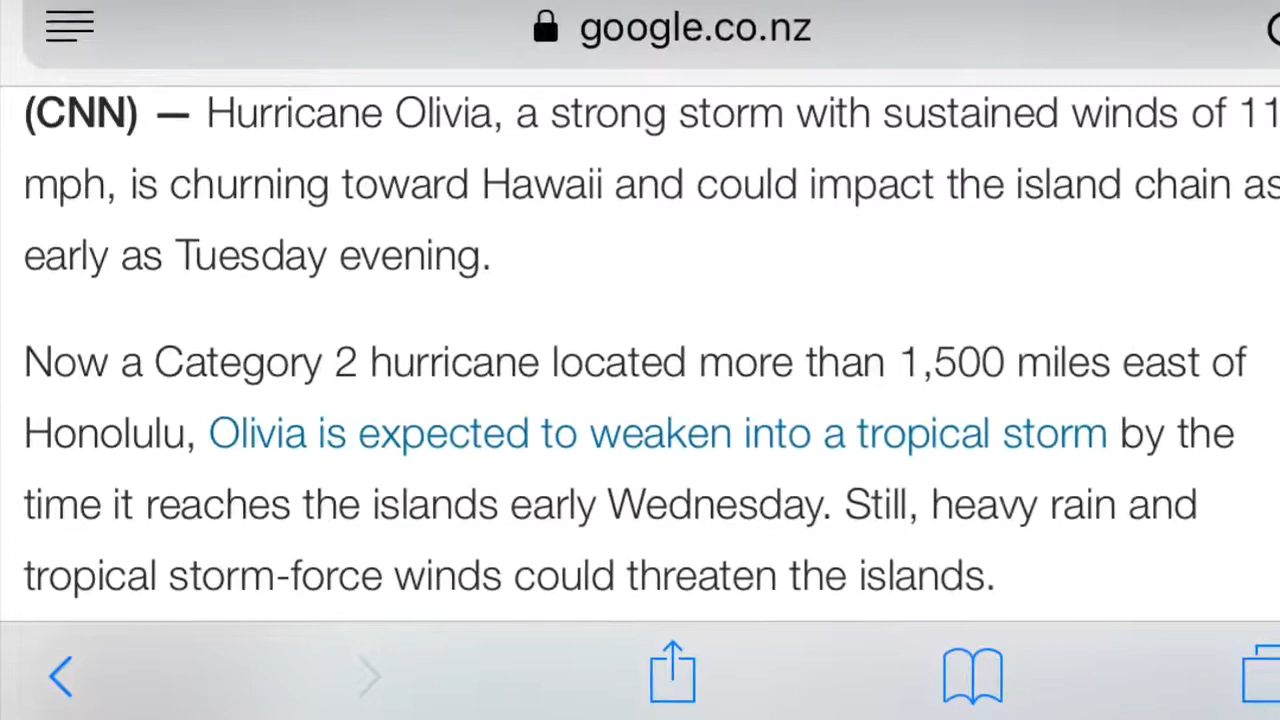 google.co.nz
(CNN) — Hurricane Olivia, a strong storm with sustained winds of
mph, is churning toward Hawaii and could impact the island chain as
early as Tuesday evening.
Now a Category 2 hurricane located more than 1,500 miles east of
Honolulu, Olivia is expected to weaken into a tropical storm by the
time it reaches the islands early Wednesday. Still, heavy rain and
tropical storm-force winds could threaten the islands.